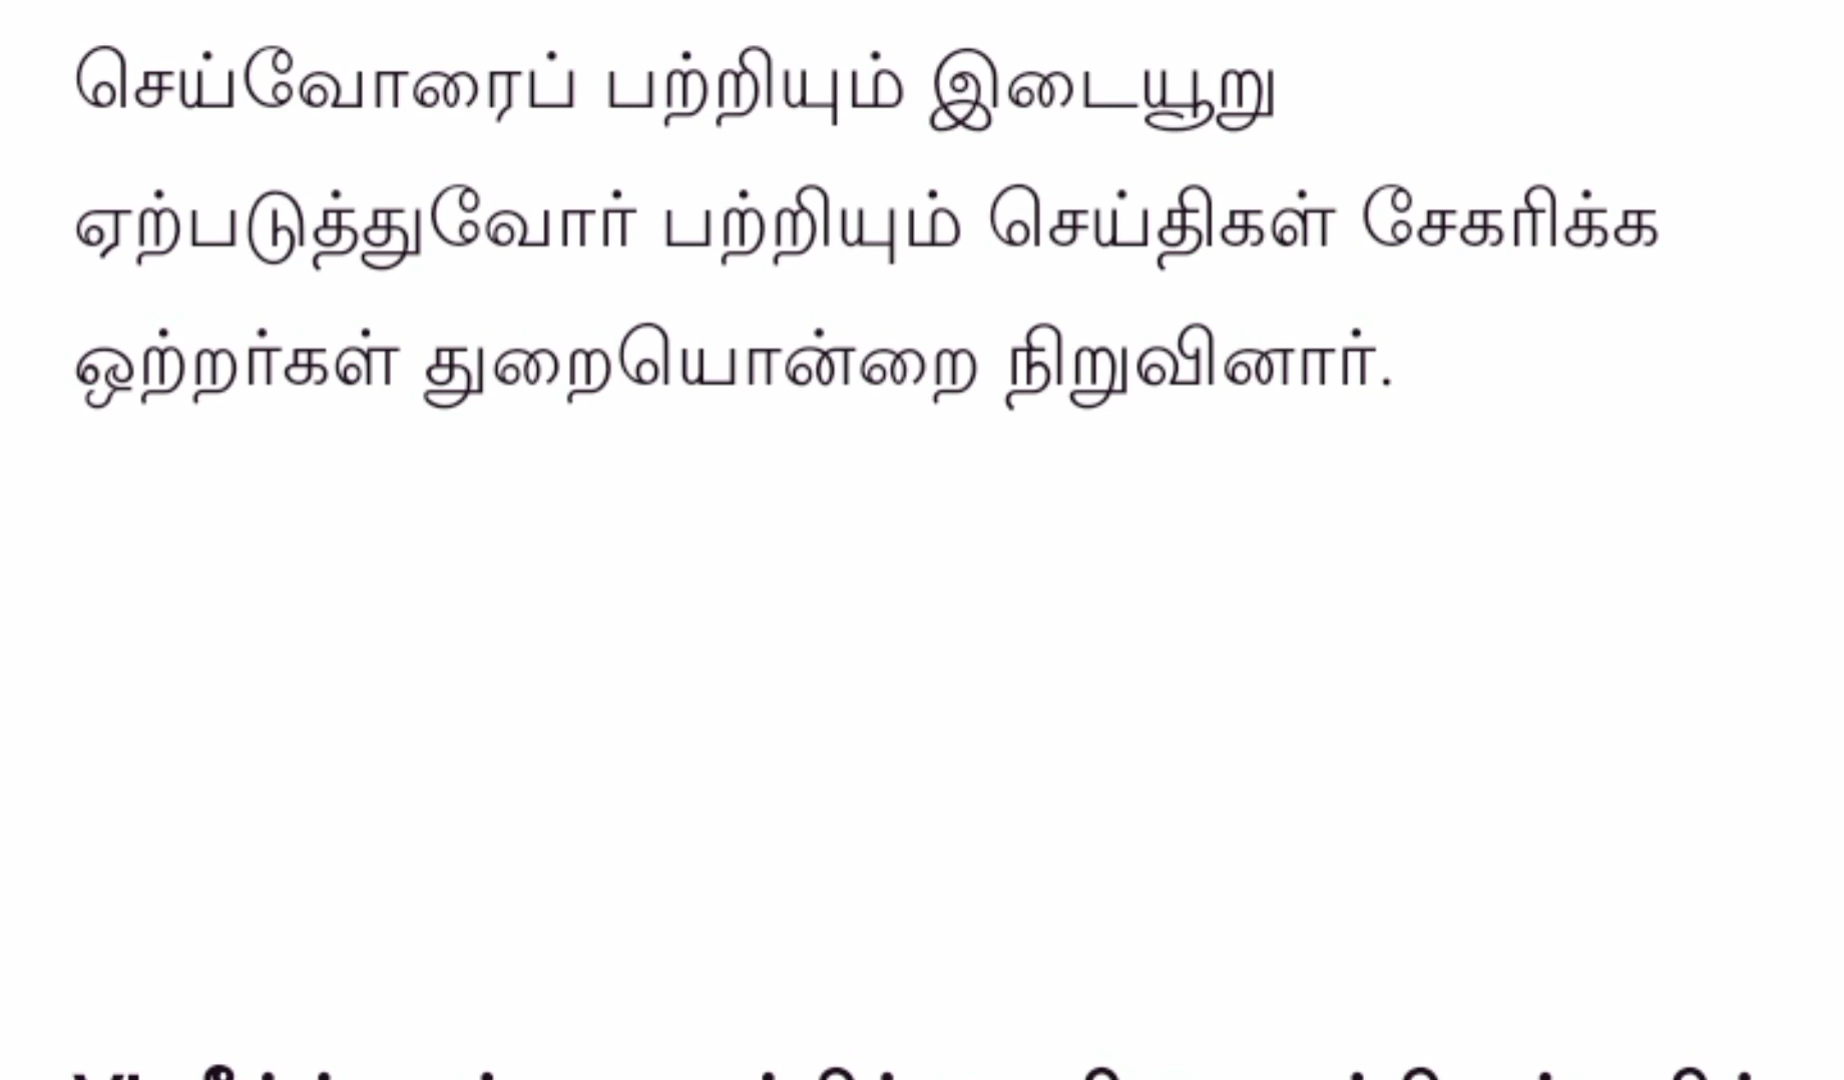 செய்வோரைப் பற்றியும் இடையூறு
ஏற்படுத்துவோர் பற்றியும் செய்திகள் சேகரிக்க
ஒற்றர்கள் துறையொன்றை நிறுவினார்.